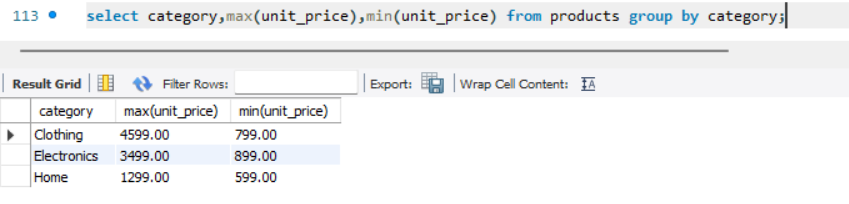 113 select category,max(unit_price),min(unit_price) from products group by category;
Result Grid Filter Rows: Export: Wrap Cell Content: IA
category max(unit_price) min(unit_price)
Clothing 4599.00 799.00
Electronics 3499.00 899.00
Home 1299.00 599.00